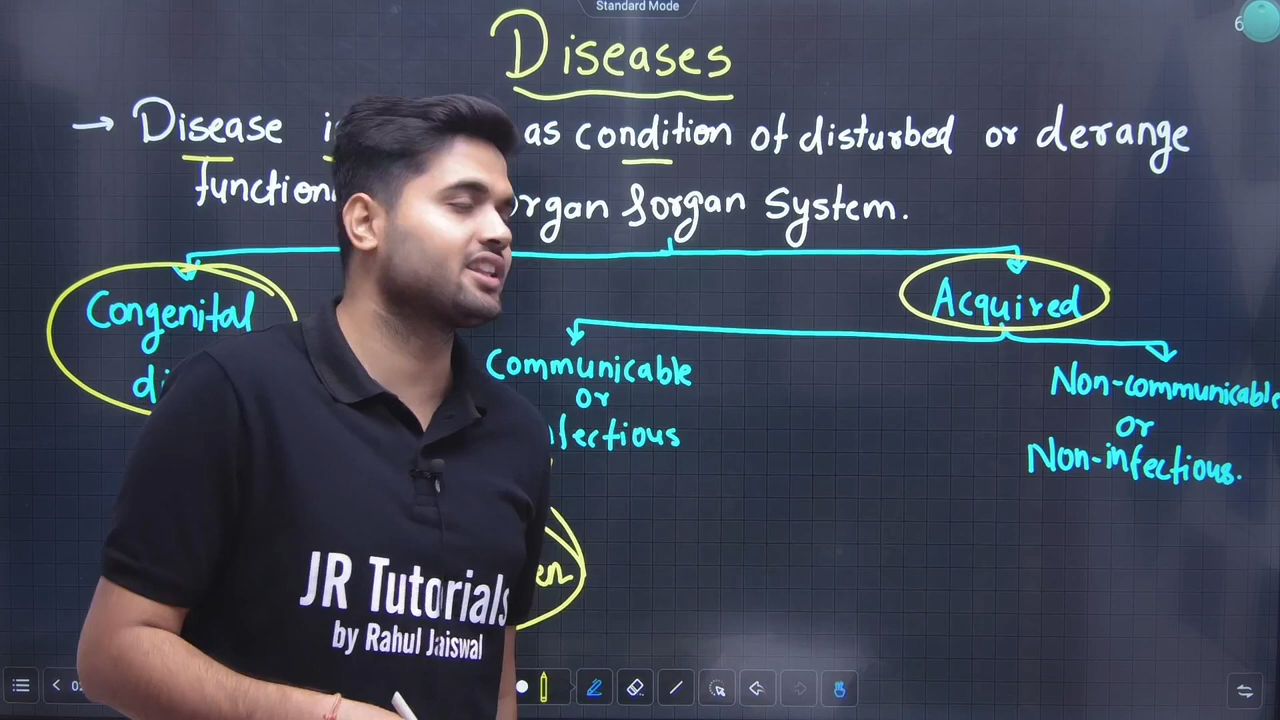 Standard Mode
6
Diseases
→ Disease as condition of disturbed or derange
organ & organ System.
Congenital
Acquired
Communicable
or
Non-communicable
or
Non-infectious.
JR Tutorials
by Rahul Jaiswal